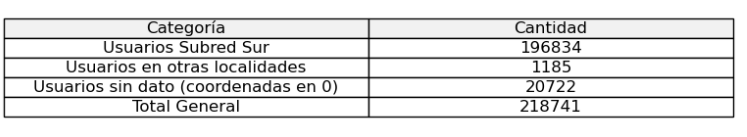 Categoría Cantidad
Usuarios Subred Sur 196834
Usuarios en otras localidades 1185
Usuarios sin dato (coordenadas en 0) 20722
Total General 218741